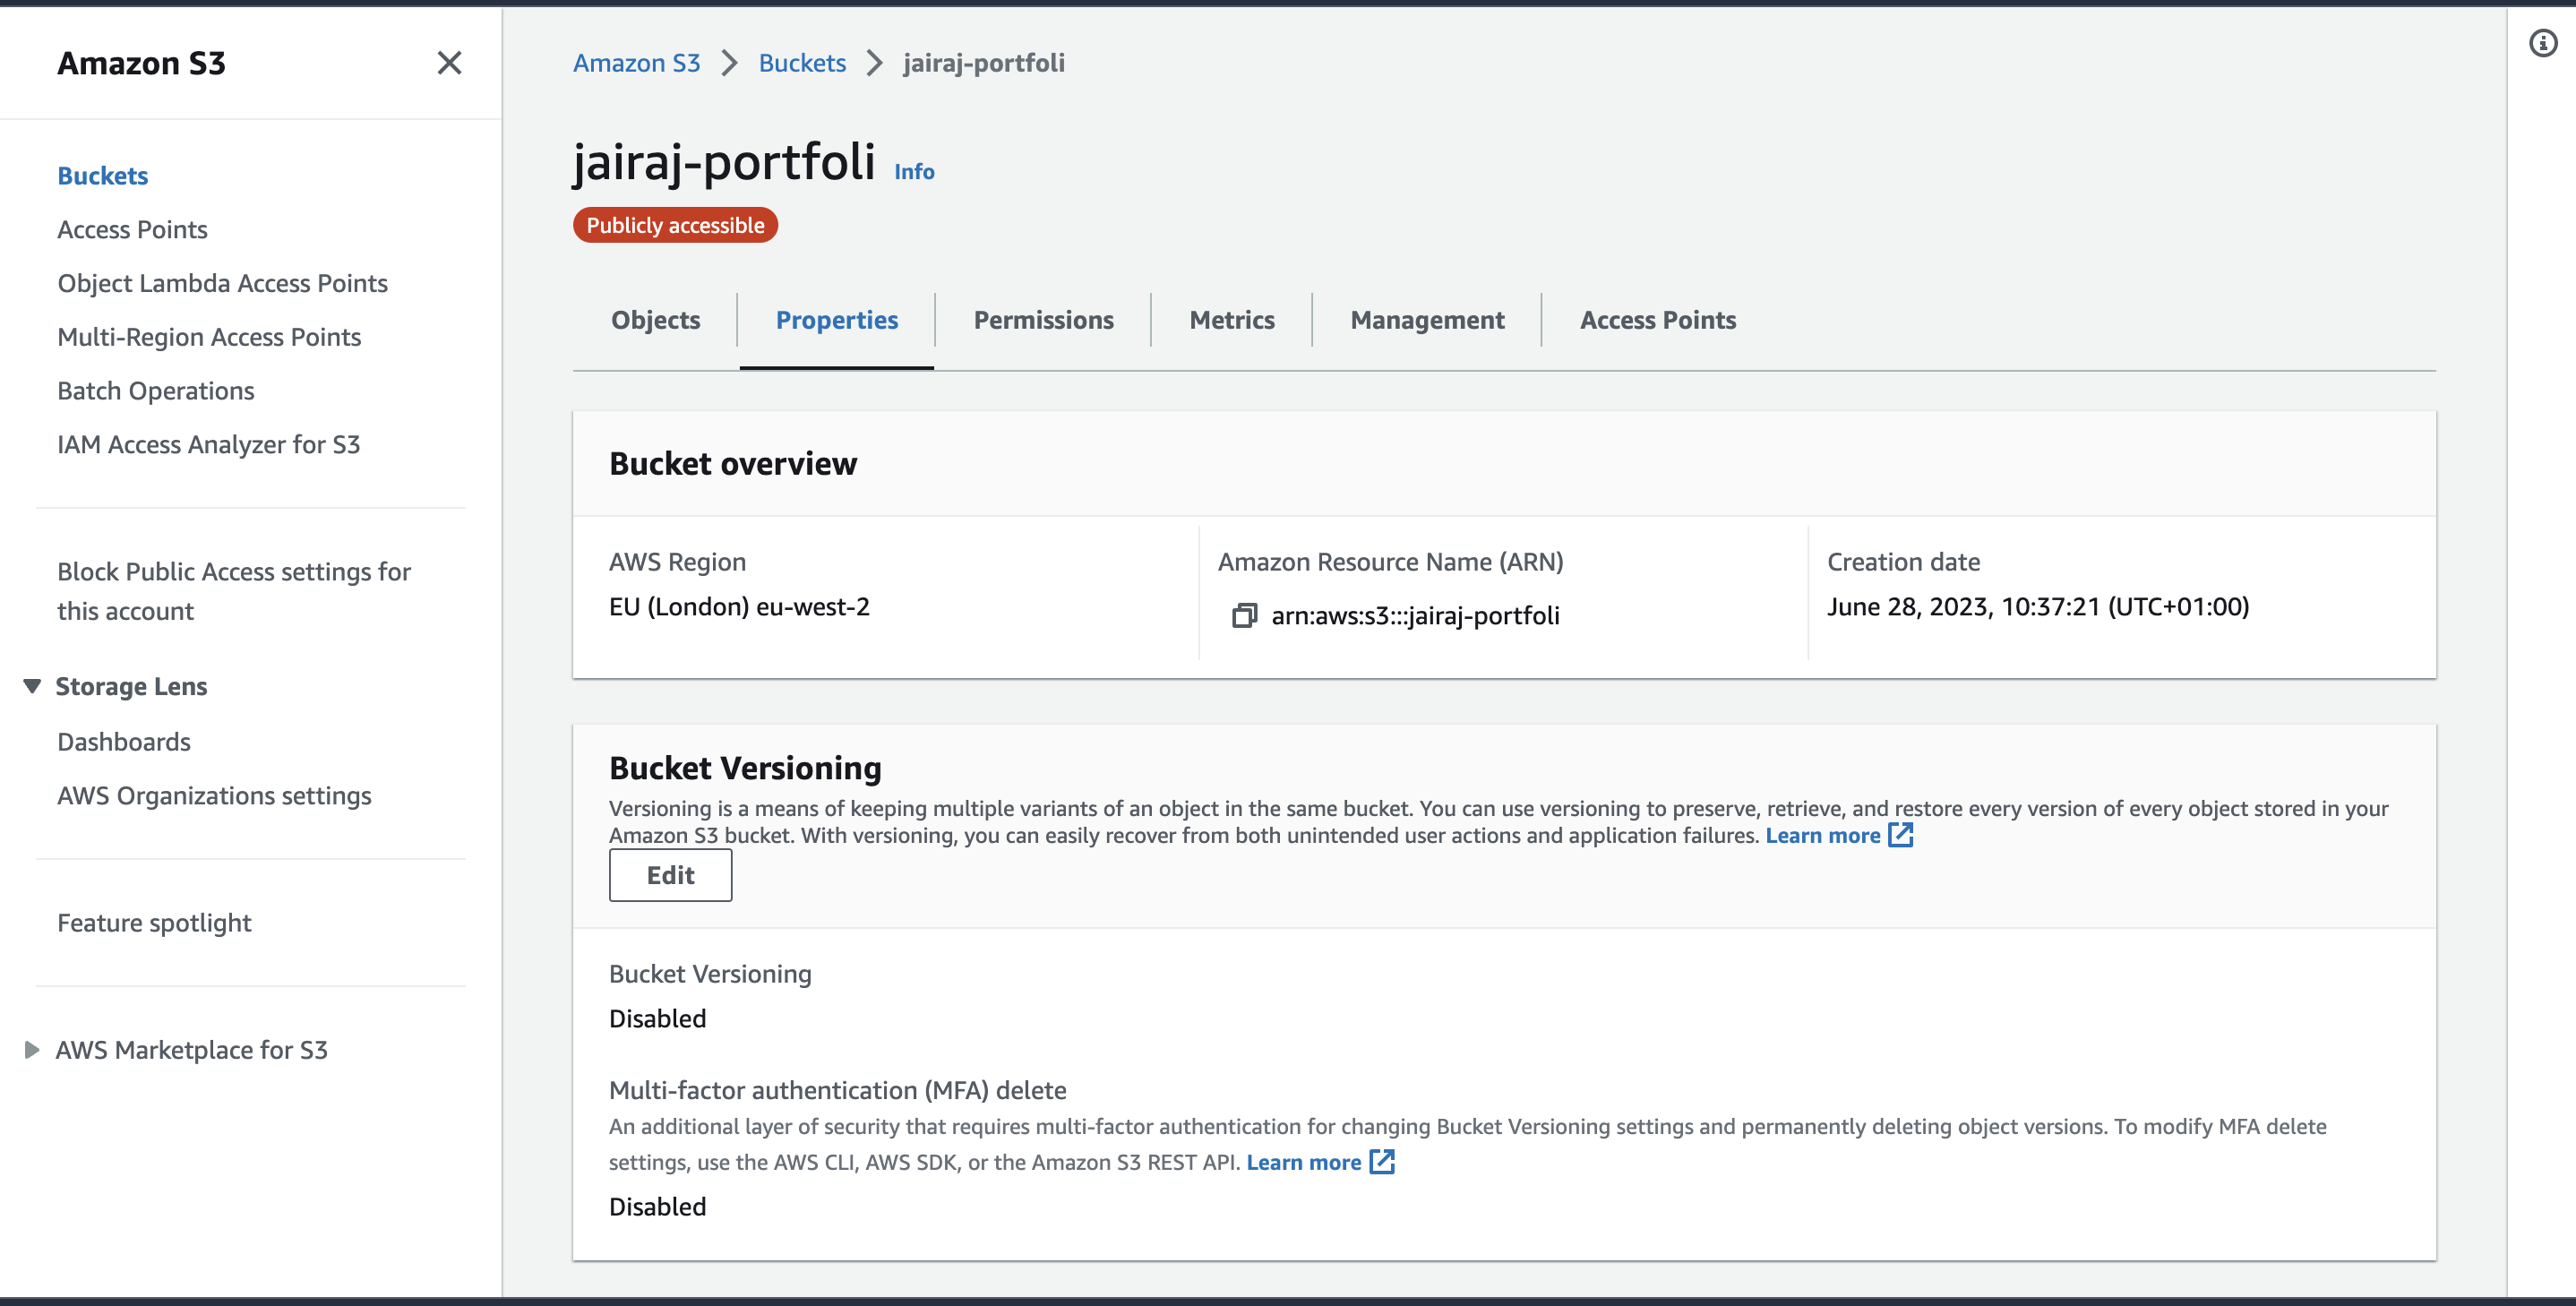 Amazon S3
Buckets
Access Points
Object Lambda Access Points
Multi-Region Access Points
Batch Operations
IAM Access Analyzer for S3
Block Public Access settings for
this account
Storage Lens
Dashboards
AWS Organizations settings
Feature spotlight
AWS Marketplace for S3
Amazon S3 > Buckets > jairaj-portfoli
jairaj-portfoli Info
Publicly accessible
Objects Properties Permissions Metrics Management Access Points
Bucket overview
AWS Region
EU (London) eu-west-2
Amazon Resource Name (ARN)
arn:aws:s3:::jairaj-portfoli
Creation date
June 28, 2023, 10:37:21 (UTC+01:00)
Bucket Versioning
Versioning is a means of keeping multiple variants of an object in the same bucket. You can use versioning to preserve, retrieve, and restore every version of every object stored in your
Amazon S3 bucket. With versioning, you can easily recover from both unintended user actions and application failures. Learn more
Edit
Bucket Versioning
Disabled
Multi-factor authentication (MFA) delete
An additional layer of security that requires multi-factor authentication for changing Bucket Versioning settings and permanently deleting object versions. To modify MFA delete
settings, use the AWS CLI, AWS SDK, or the Amazon S3 REST API. Learn more
Disabled